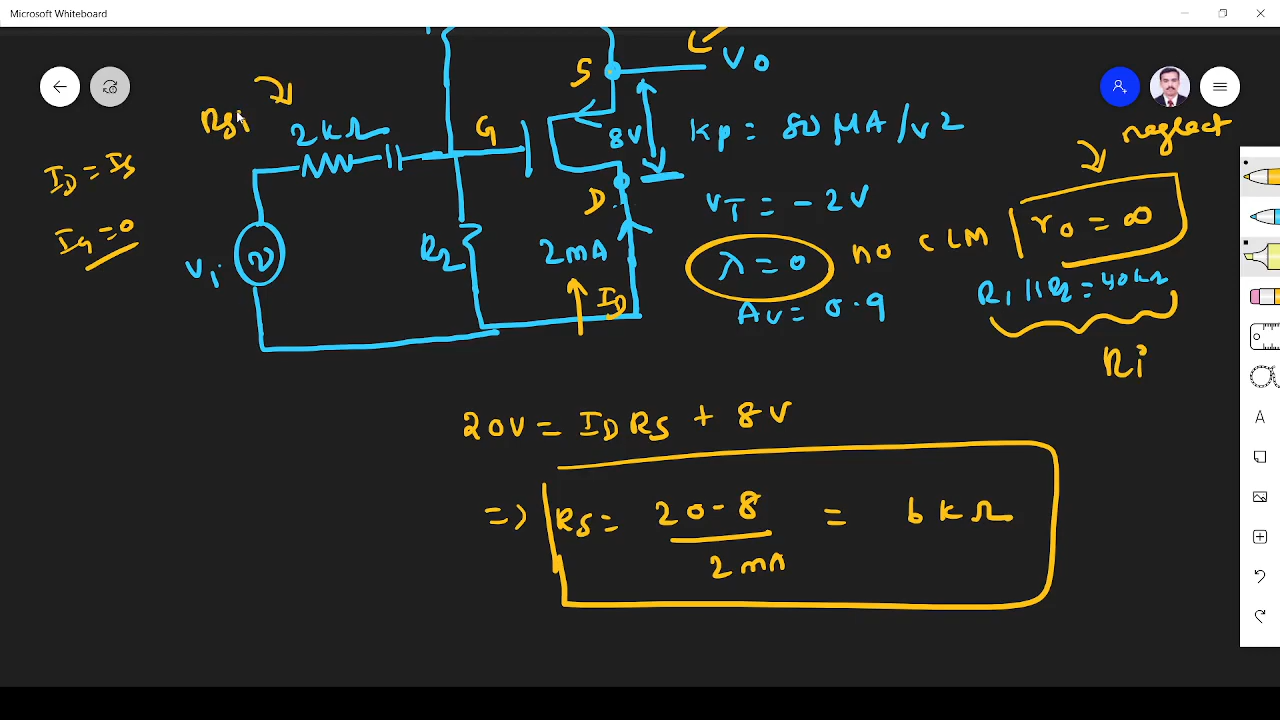 Microsoft Whiteboard
S
Vo
neglect
Rsi
2kΩ
G
8V
kp = 80 μA/V2
ID = IS
D
VT = -2V
IG = 0
R2
2mA
λ = 0
no CLM
ro = ∞
Vi
ID
Av = 0.9
R1 || R2 = 40kΩ
Ri
20V = ID RS + 8V
=> RS = 20 - 8 = 6 kΩ
2mA
A